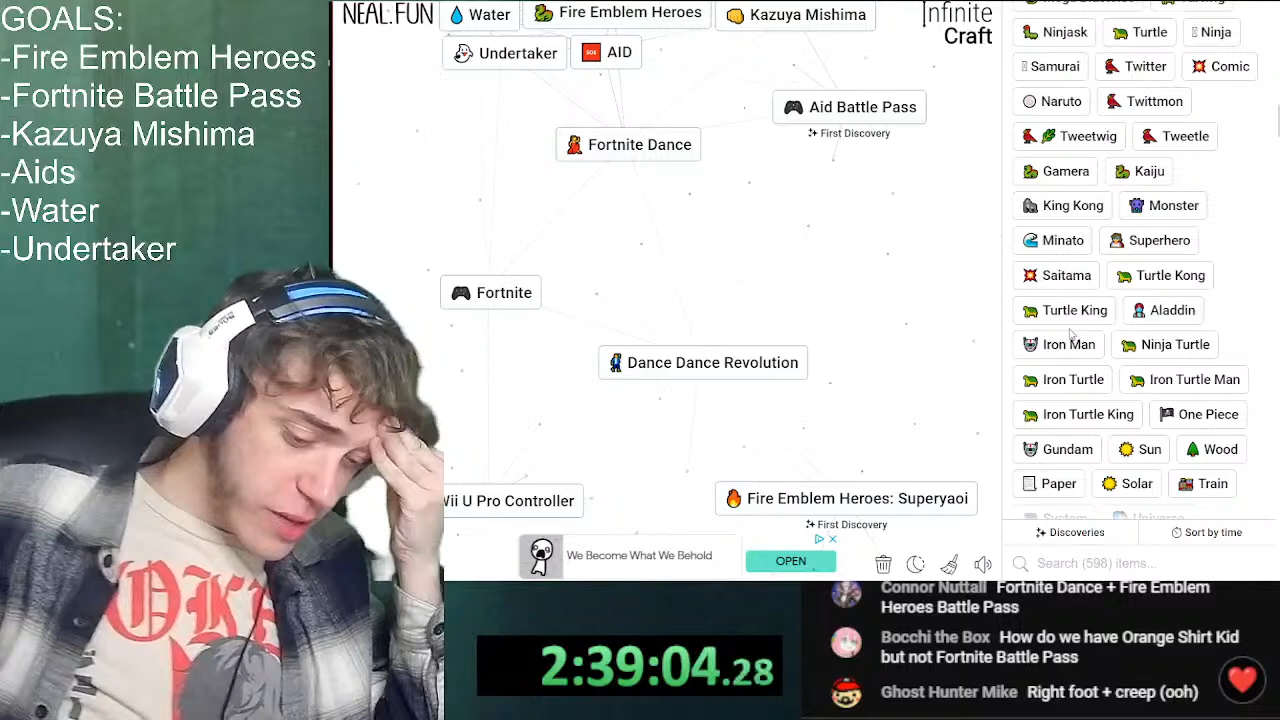 GOALS:
-Fire Emblem Heroes
-Fortnite Battle Pass
-Kazuya Mishima
-Aids
-Water
-Undertaker
NEAL.FUN
Water
Fire Emblem Heroes
Kazuya Mishima
Infinite
Craft
Undertaker
SOS AID
Aid Battle Pass
First Discovery
Fortnite Dance
Fortnite
Dance Dance Revolution
Wii U Pro Controller
Fire Emblem Heroes: Superyaoi
First Discovery
We Become What We Behold
OPEN
Ninjask Turtle Ninja
Samurai Twitter Comic
Naruto Twittmon
Tweetwig Tweetle
Gamera Kaiju
King Kong Monster
Minato Superhero
Saitama Turtle Kong
Turtle King Aladdin
Iron Man Ninja Turtle
Iron Turtle Iron Turtle Man
Iron Turtle King One Piece
Gundam Sun Wood
Paper Solar Train
System Universe
Discoveries Sort by time
Search (598) items...
Connor Nuttall Fortnite Dance + Fire Emblem
Heroes Battle Pass
Bocchi the Box How do we have Orange Shirt Kid
but not Fortnite Battle Pass
Ghost Hunter Mike Right foot + creep (ooh)
2:39:04.28